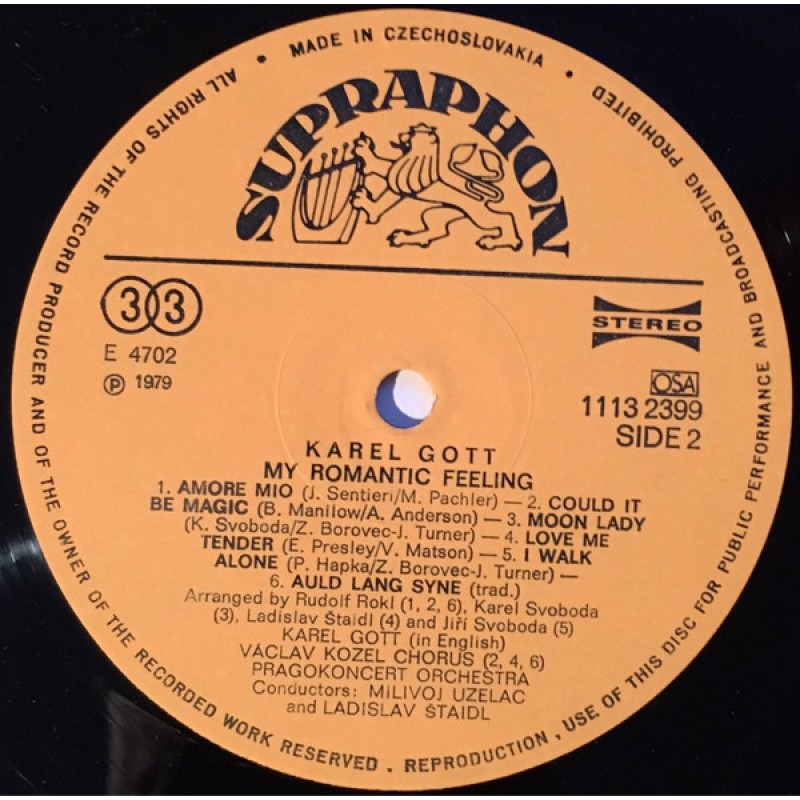 MADE IN CZECHOSLOVAKIA
ALL RIGHTS OF THE RECORD PRODUCER AND OF THE OWNER OF THE RECORDED WORK RESERVED . REPRODUCTION , USE OF THIS DISC FOR PUBLIC PERFORMANCE AND BROADCASTING PROHIBITED
SUPRAPHON
33
STEREO
E 4702
Ⓟ 1979
OSA
1113 2399
SIDE 2
KAREL GOTT
MY ROMANTIC FEELING
1. AMORE MIO (J. Sentieri/M. Pachler) — 2. COULD IT
BE MAGIC (B. Manilow/A. Anderson) — 3. MOON LADY
(K. Svoboda/Z. Borovec-J. Turner) — 4. LOVE ME
TENDER (E. Presley/V. Matson) — 5. I WALK
ALONE (P. Hapka/Z. Borovec-J. Turner) —
6. AULD LANG SYNE (trad.)
Arranged by Rudolf Rokl (1, 2, 6), Karel Svoboda
(3), Ladislav Štaidl (4) and Jiří Svoboda (5)
KAREL GOTT (in English)
VÁCLAV KOZEL CHORUS (2, 4, 6)
PRAGOKONCERT ORCHESTRA
Conductors: MILIVOJ UZELAC
and LADISLAV ŠTAIDL